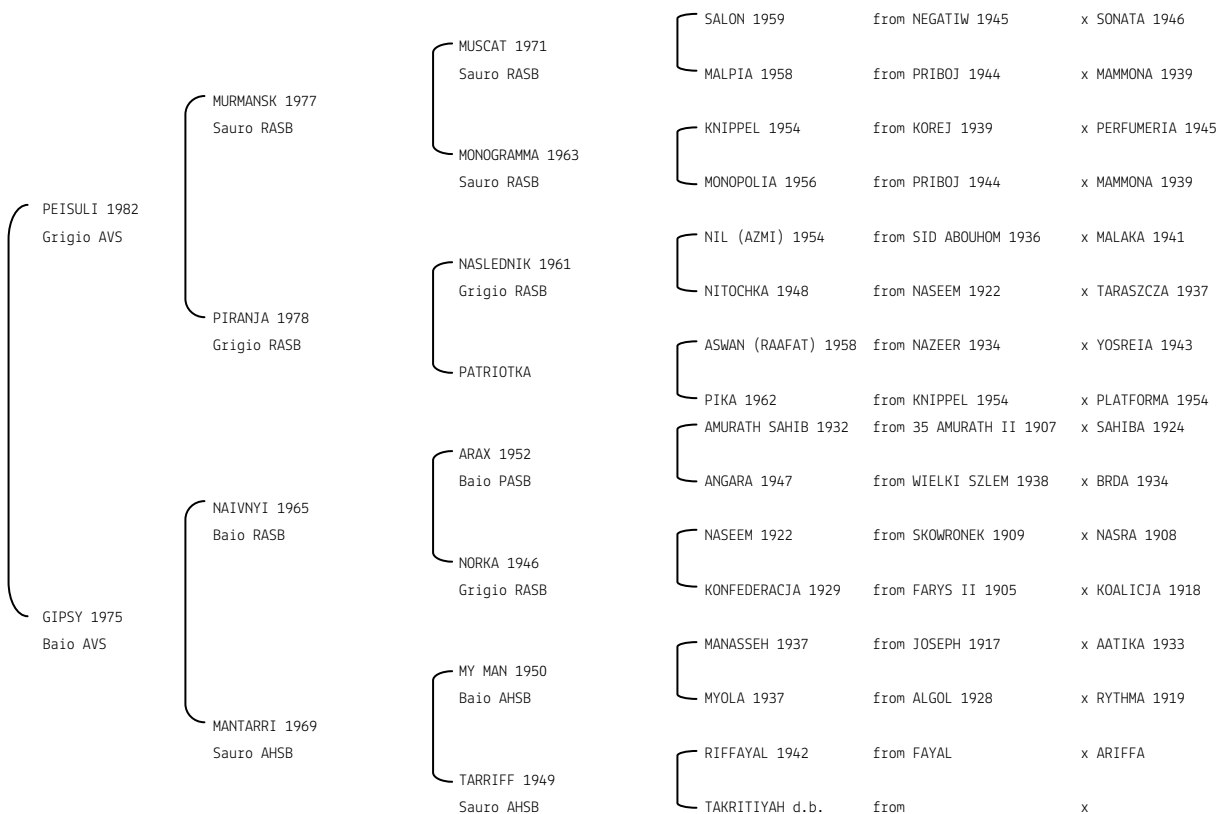 SALON 1959 from NEGATIW 1945 x SONATA 1946
MUSCAT 1971
Sauro RASB
MALPIA 1958 from PRIBOJ 1944 x MAMMONA 1939
MURMANSK 1977
Sauro RASB
KNIPPEL 1954 from KOREJ 1939 x PERFUMERIA 1945
MONOGRAMMA 1963
Sauro RASB
MONOPOLIA 1956 from PRIBOJ 1944 x MAMMONA 1939
PEISULI 1982
Grigio AVS
NIL (AZMI) 1954 from SID ABOUHOM 1936 x MALAKA 1941
NASLEDNIK 1961
Grigio RASB
NITOCHKA 1948 from NASEEM 1922 x TARASZCZA 1937
PIRANJA 1978
Grigio RASB
ASWAN (RAAFAT) 1958 from NAZEER 1934 x YOSREIA 1943
PATRIOTKA
PIKA 1962 from KNIPPEL 1954 x PLATFORMA 1954
AMURATH SAHIB 1932 from 35 AMURATH II 1907 x SAHIBA 1924
ARAX 1952
Baio PASB
ANGARA 1947 from WIELKI SZLEM 1938 x BRDA 1934
NAIVNYI 1965
Baio RASB
NASEEM 1922 from SKOWRONEK 1909 x NASRA 1908
NORKA 1946
Grigio RASB
KONFEDERACJA 1929 from FARYS II 1905 x KOALICJA 1918
GIPSY 1975
Baio AVS
MANASSEH 1937 from JOSEPH 1917 x AATIKA 1933
MY MAN 1950
Baio AHSB
MYOLA 1937 from ALGOL 1928 x RYTHMA 1919
MANTARRI 1969
Sauro AHSB
RIFFAYAL 1942 from FAYAL x ARIFFA
TARRIFF 1949
Sauro AHSB
TAKRITIYAH d.b. from x